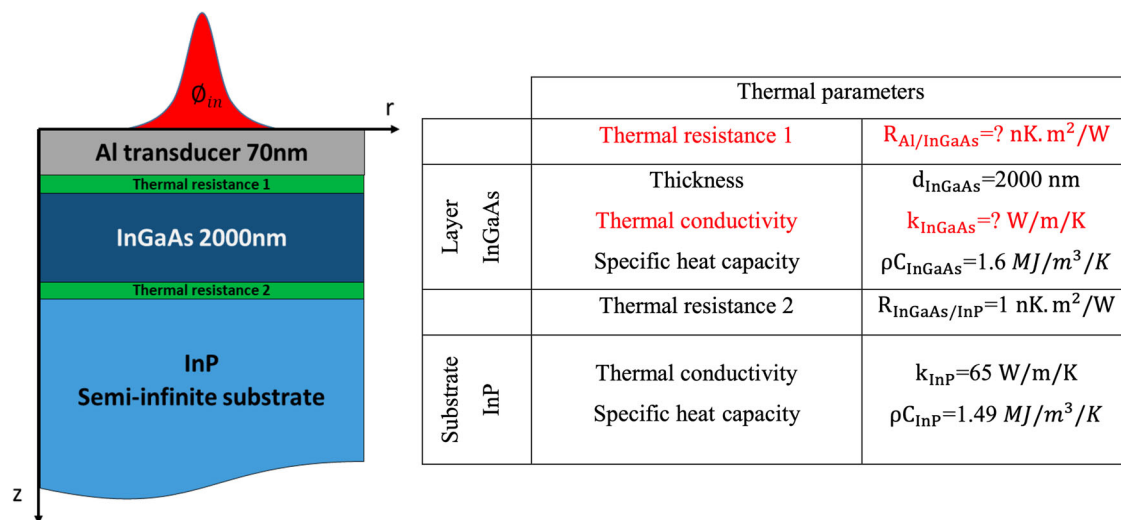 Ø_in
r
Al transducer 70nm
Thermal resistance 1
InGaAs 2000nm
Thermal resistance 2
InP
Semi-infinite substrate
z
Thermal parameters
Thermal resistance 1 R_Al/InGaAs=? nK. m²/W
Layer
InGaAs
Thickness d_InGaAs=2000 nm
Thermal conductivity k_InGaAs=? W/m/K
Specific heat capacity ρC_InGaAs=1.6 MJ/m³/K
Thermal resistance 2 R_InGaAs/InP=1 nK. m²/W
Substrate
InP
Thermal conductivity k_InP=65 W/m/K
Specific heat capacity ρC_InP=1.49 MJ/m³/K